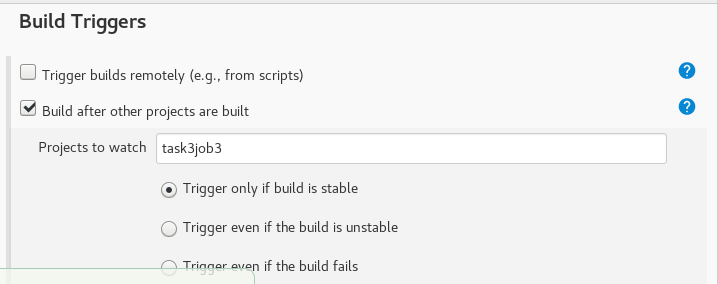 Build Triggers
Trigger builds remotely (e.g., from scripts)
?
Build after other projects are built
?
Projects to watch task3job3
Trigger only if build is stable
Trigger even if the build is unstable
Trigger even if the build fails